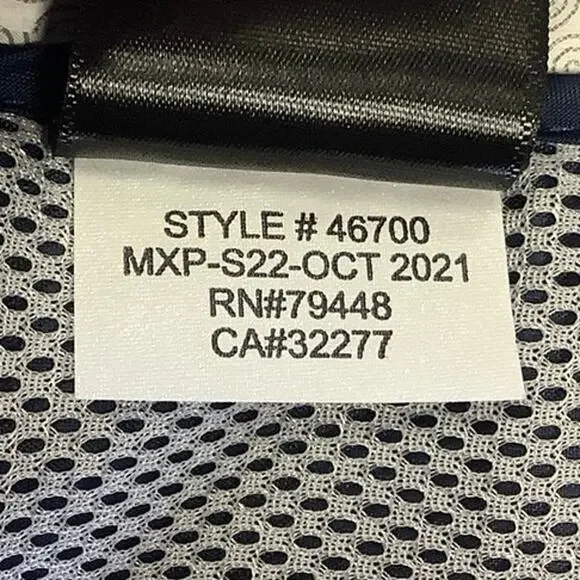 STYLE # 46700
MXP-S22-OCT 2021
RN#79448
CA#32277